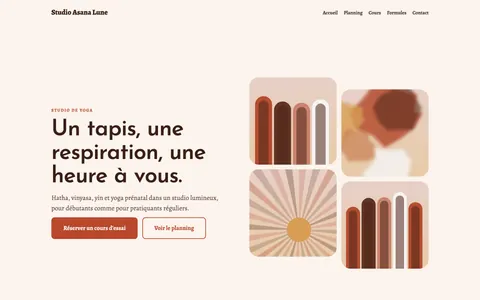 Studio Asana Lune
Accueil Planning Cours Formules Contact
STUDIO DE YOGA
Un tapis, une
respiration, une
heure à vous.
Hatha, vinyasa, yin et yoga prénatal dans un studio lumineux,
pour débutants comme pour pratiquants réguliers.
Réserver un cours d'essai Voir le planning